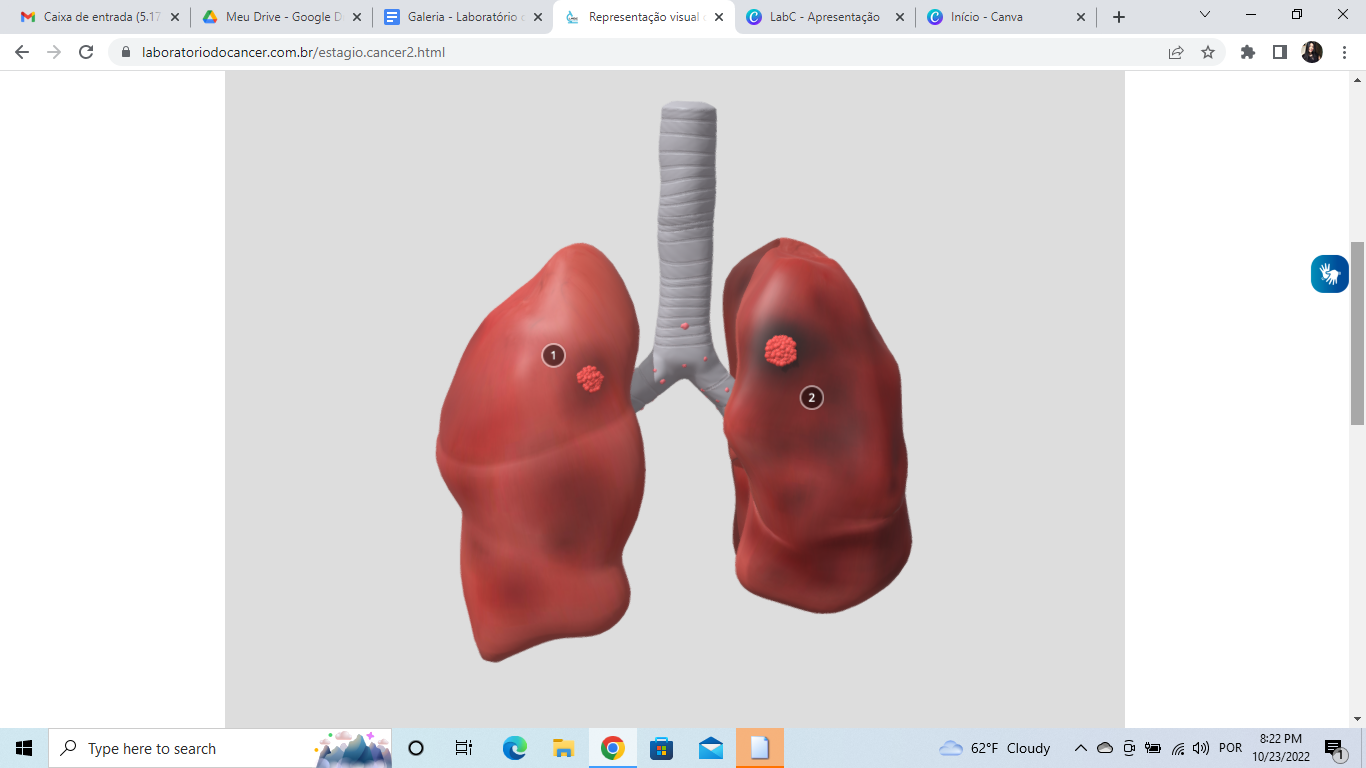 Caixa de entrada (5.17
Meu Drive - Google D
Galeria - Laboratório
Representação visual
LabC - Apresentação
Início - Canva
laboratoriodocancer.com.br/estagio.cancer2.html
1
2
Type here to search
62°F Cloudy
POR
8:22 PM
10/23/2022
1